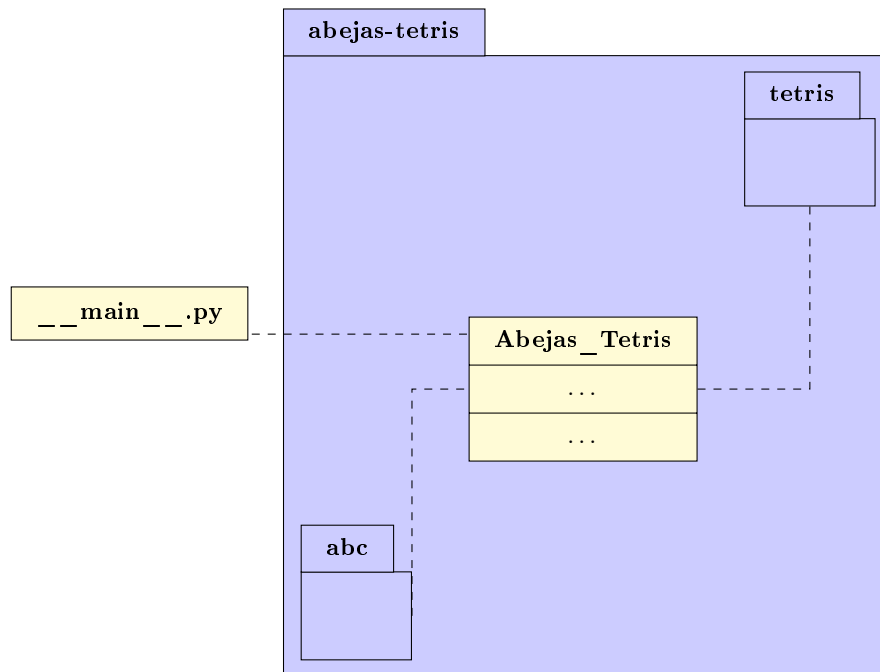 abejas-tetris
tetris
__main__.py
Abejas_Tetris
...
...
abc